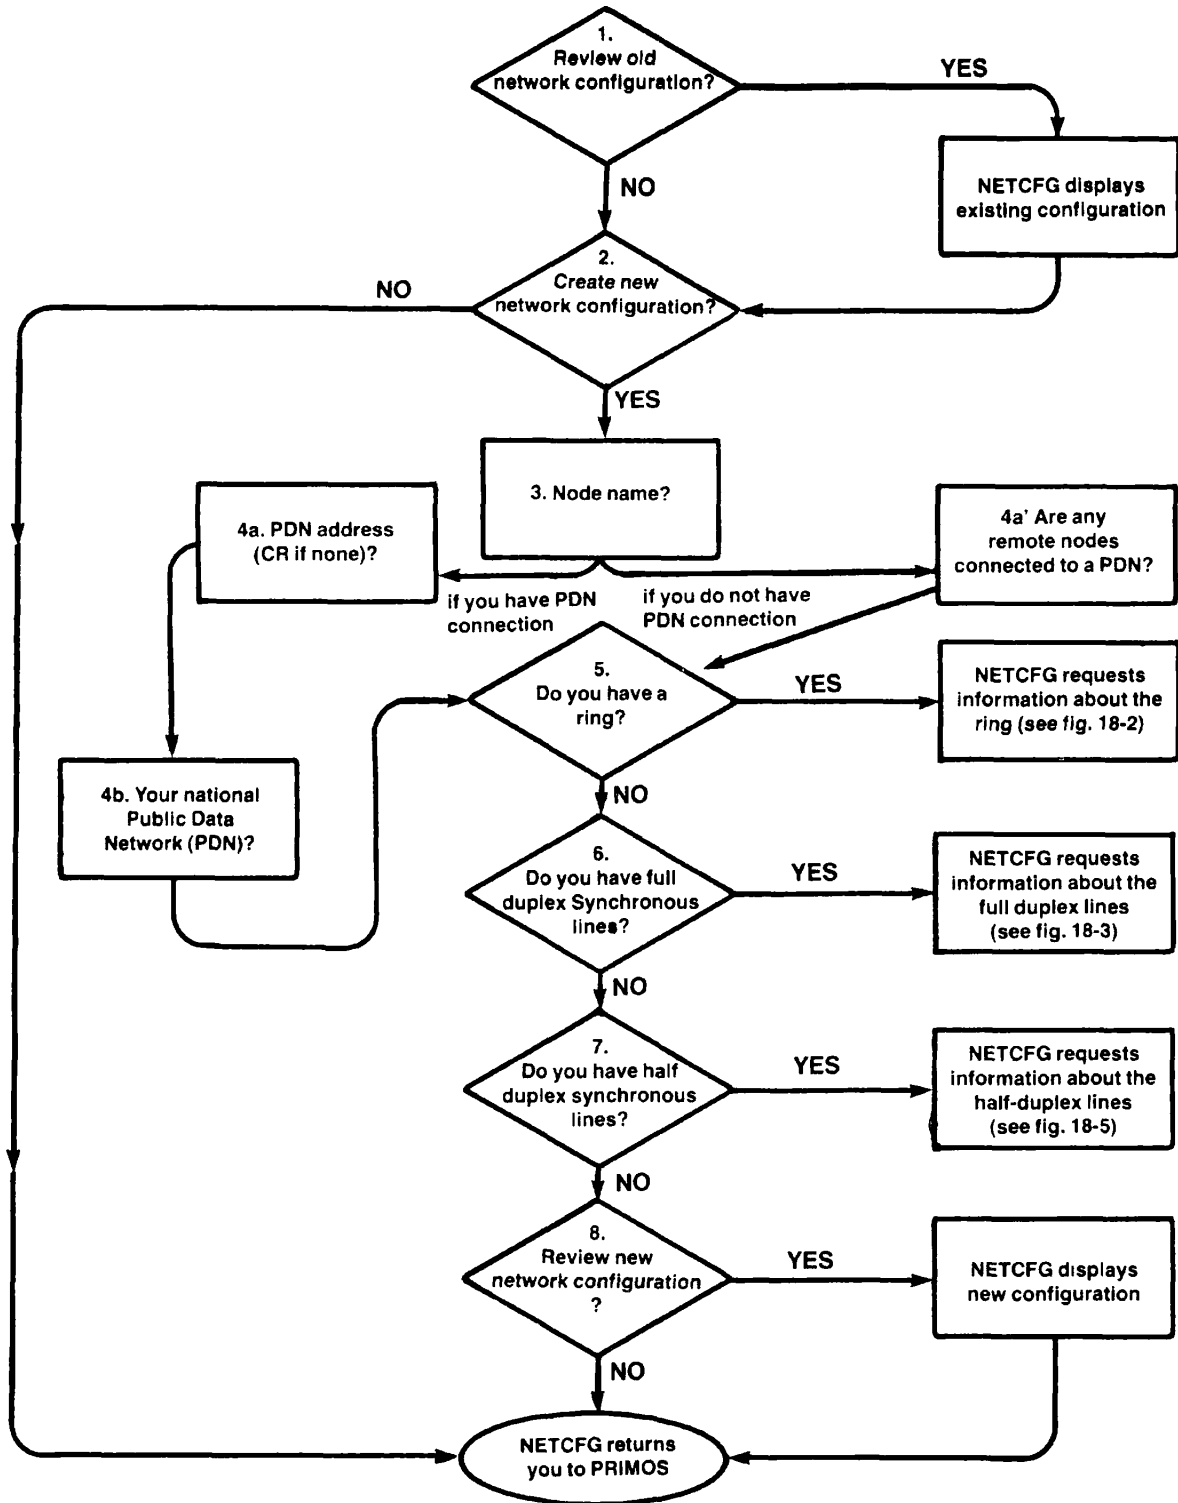 1.
Review old
network configuration?
YES
NETCFG displays
existing configuration
NO
2.
Create new
network configuration?
NO
YES
3. Node name?
4a. PDN address
(CR if none)?
4a' Are any
remote nodes
connected to a PDN?
if you have PDN
connection
if you do not have
PDN connection
5.
Do you have a
ring?
YES
NETCFG requests
information about the
ring (see fig. 18-2)
4b. Your national
Public Data
Network (PDN)?
NO
6.
Do you have full
duplex Synchronous
lines?
YES
NETCFG requests
information about the
full duplex lines
(see fig. 18-3)
NO
7.
Do you have half
duplex synchronous
lines?
YES
NETCFG requests
information about the
half-duplex lines
(see fig. 18-5)
NO
8.
Review new
network configuration
?
YES
NETCFG displays
new configuration
NO
NETCFG returns
you to PRIMOS